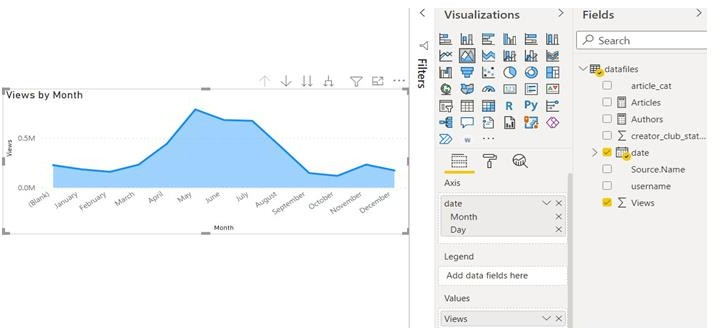 Views by Month
Views
0.5M
0.0M
(Blank)
January
February
March
April
May
June
July
August
September
October
November
December
Month
Filters
Visualizations
R
Py
Axis
date
Month
Day
Legend
Add data fields here
Values
Views
Fields
Search
datafiles
article_cat
Articles
Authors
creator_club_stat...
date
Source.Name
username
Views